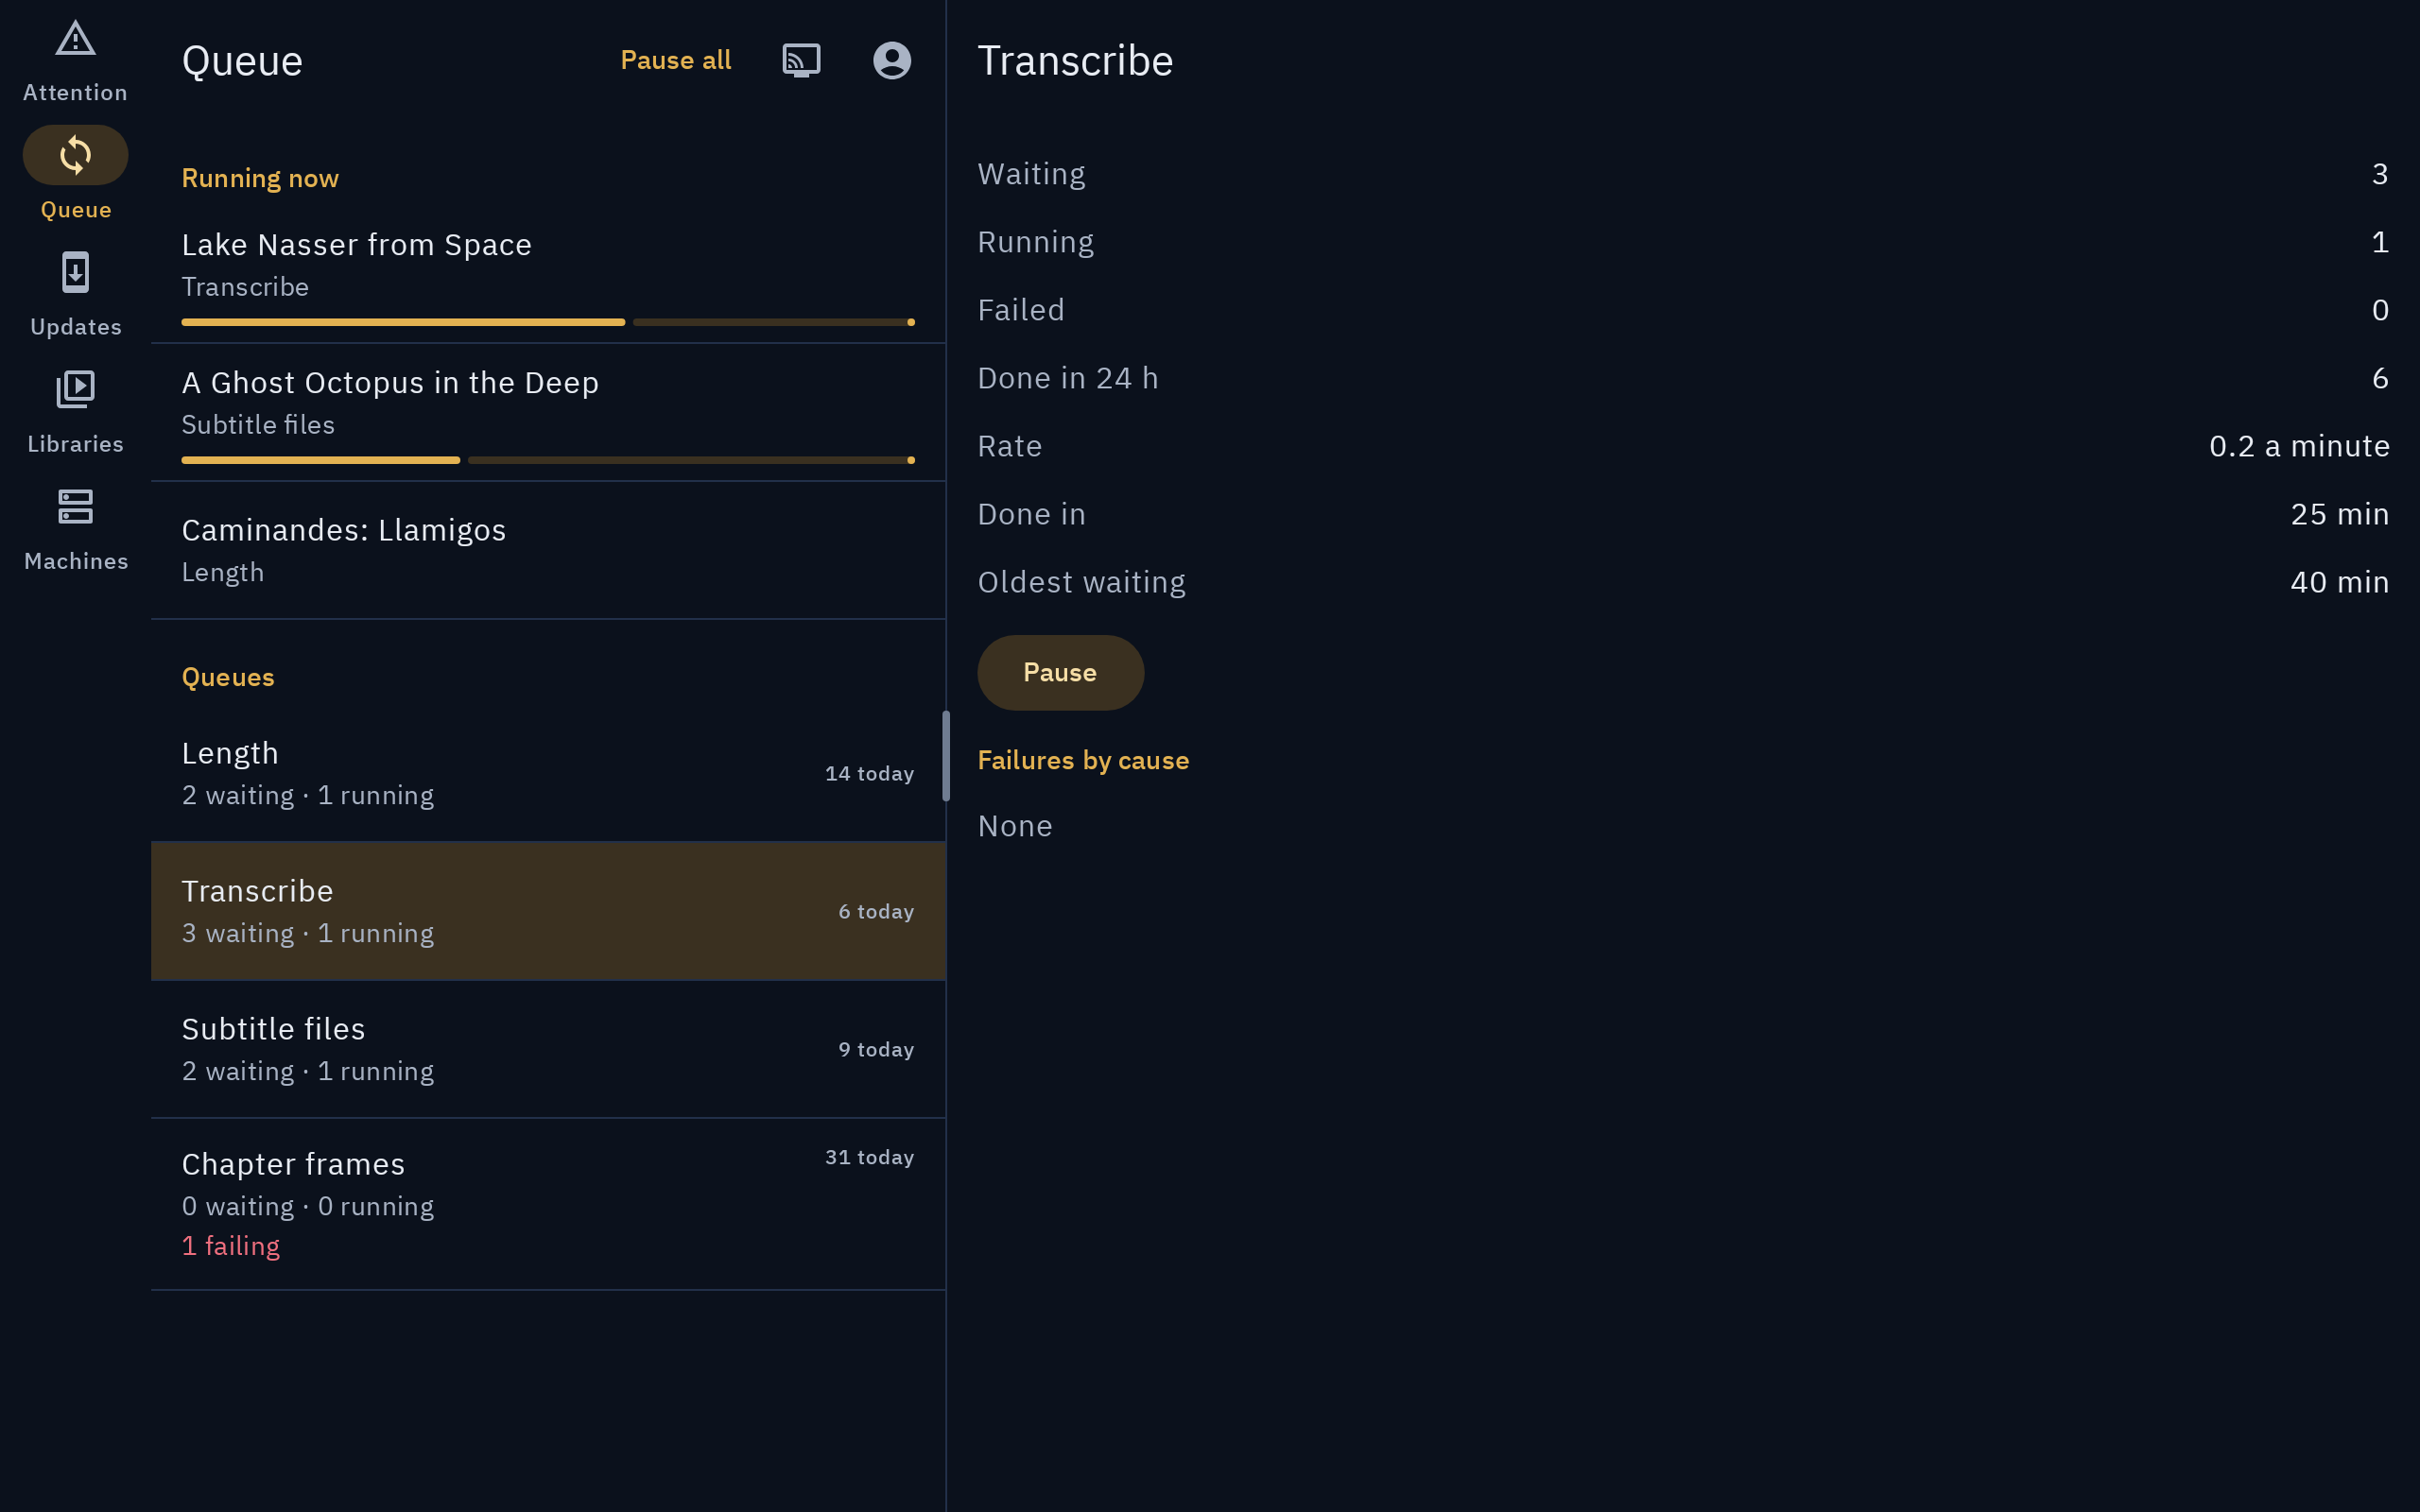 Attention
Queue
Updates
Libraries
Machines
Queue
Pause all
Running now
Lake Nasser from Space
Transcribe
A Ghost Octopus in the Deep
Subtitle files
Caminandes: Llamigos
Length
Queues
Length
2 waiting · 1 running
14 today
Transcribe
3 waiting · 1 running
6 today
Subtitle files
2 waiting · 1 running
9 today
Chapter frames
0 waiting · 0 running
1 failing
31 today
Transcribe
Waiting 3
Running 1
Failed 0
Done in 24 h 6
Rate 0.2 a minute
Done in 25 min
Oldest waiting 40 min
Pause
Failures by cause
None